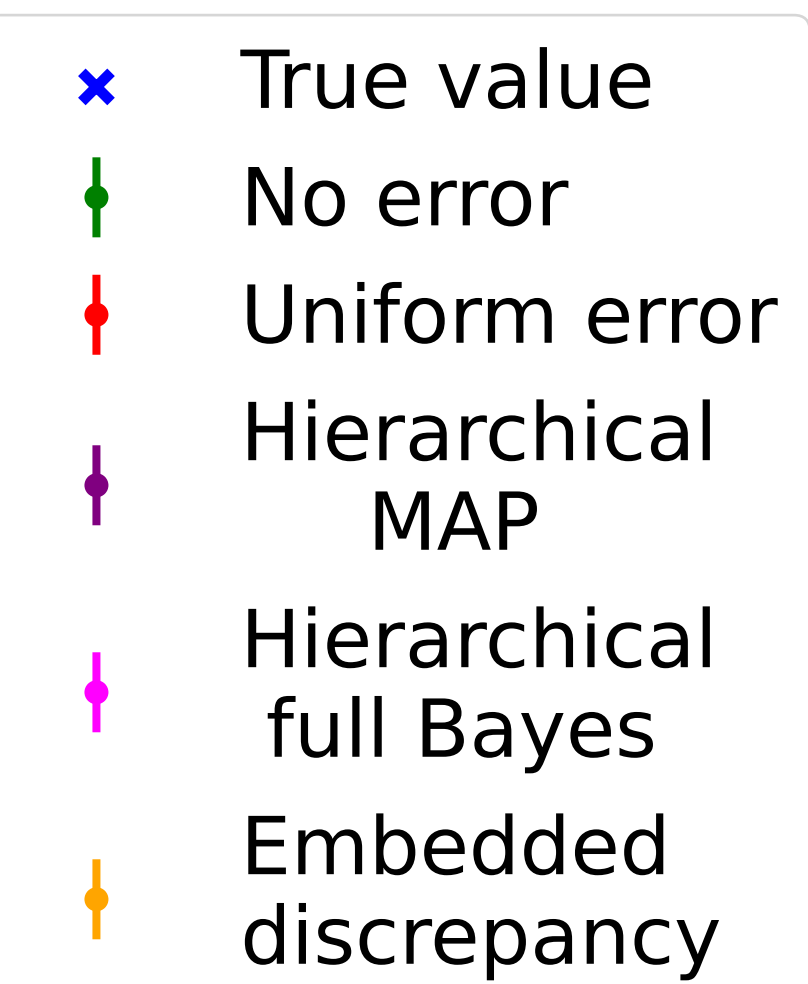 True value
No error
Uniform error
Hierarchical
MAP
Hierarchical
full Bayes
Embedded
discrepancy